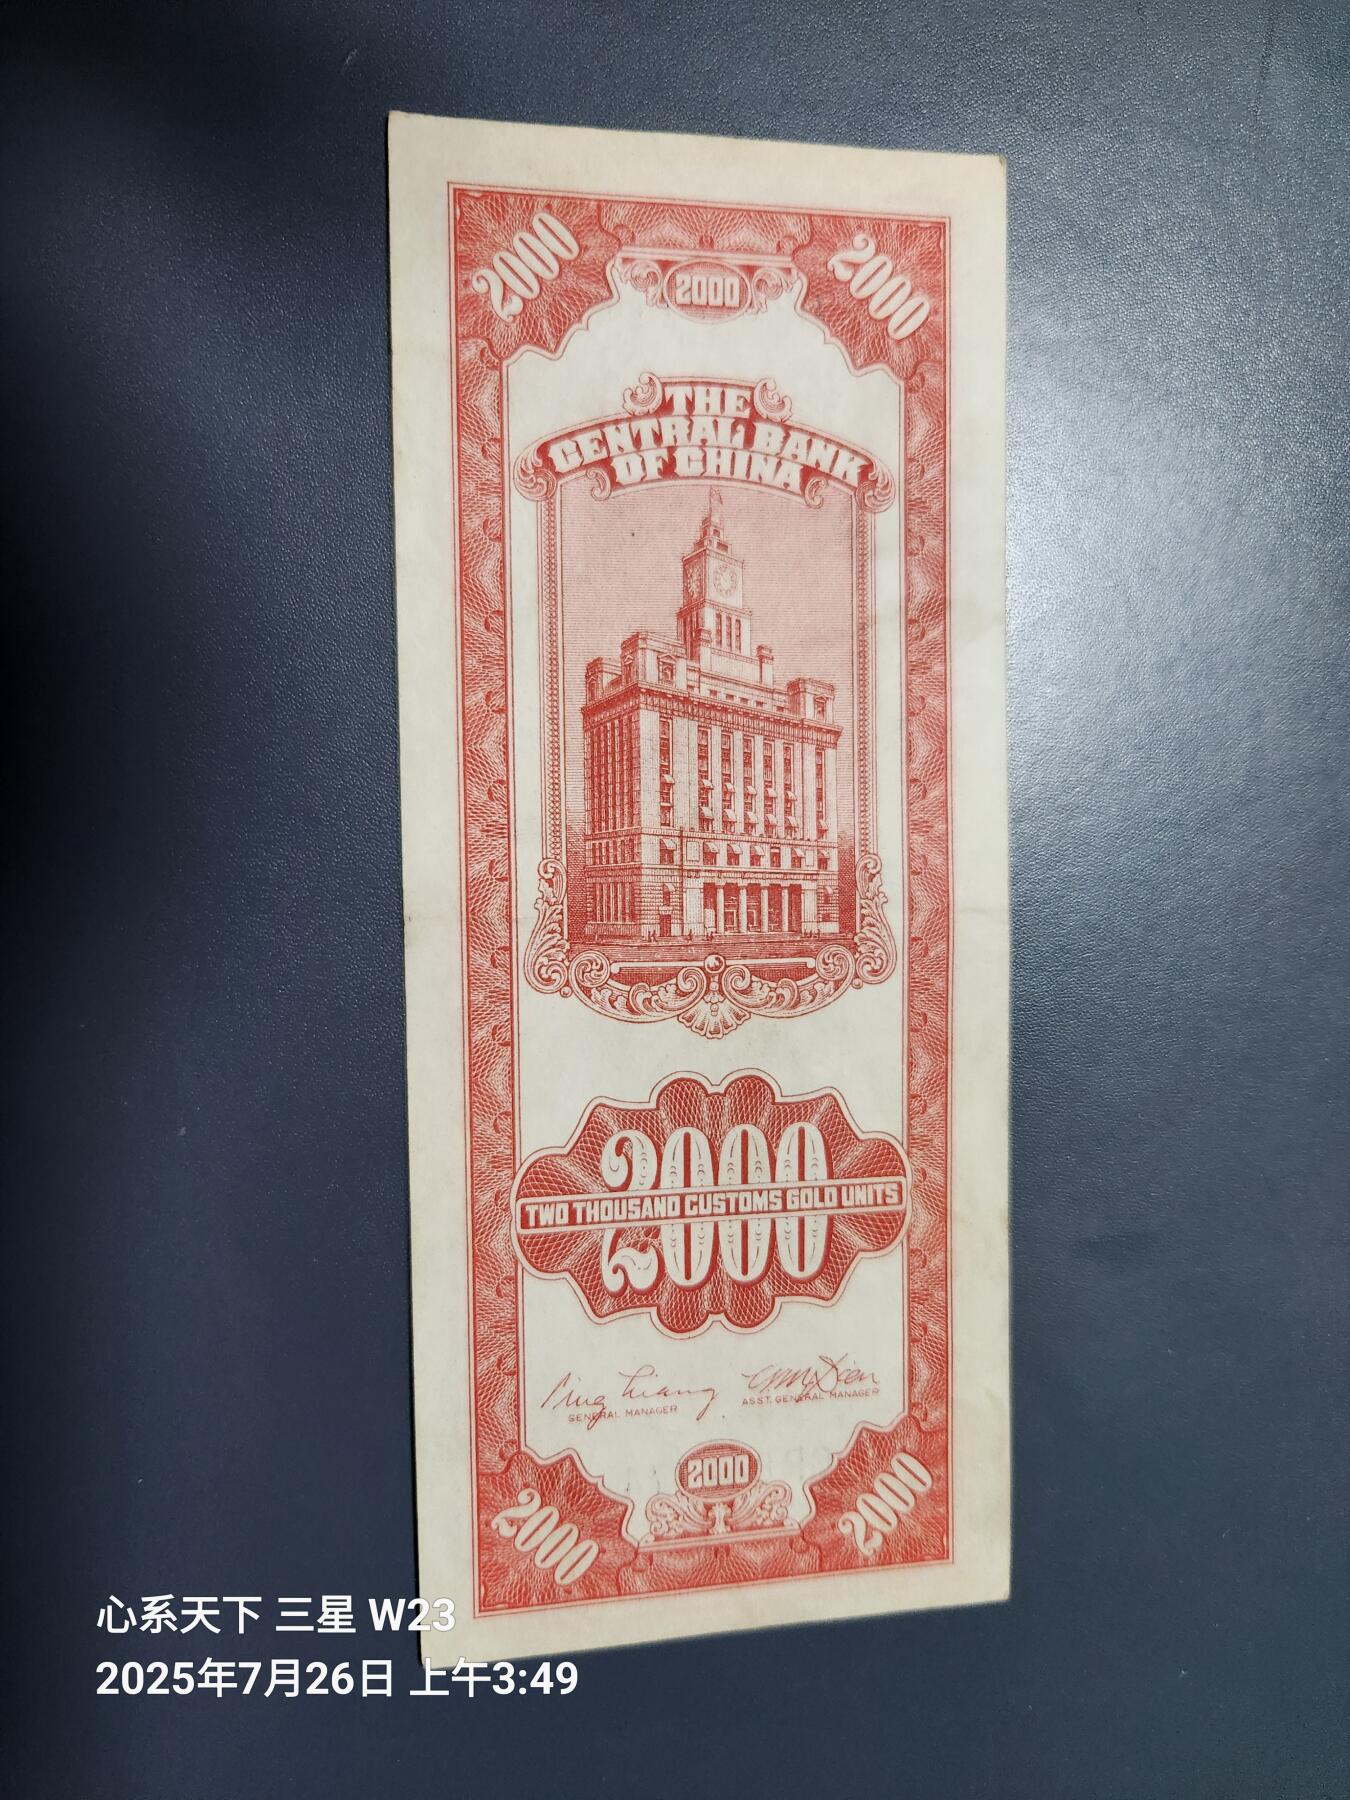 2000
2000
2000
THE
CENTRAL BANK
OF CHINA
2000
TWO THOUSAND CUSTOMS GOLD UNITS
GENERAL MANAGER
ASST. GENERAL MANAGER
2000
2000
2000
心系天下 三星 W23
2025年7月26日 上午3:49